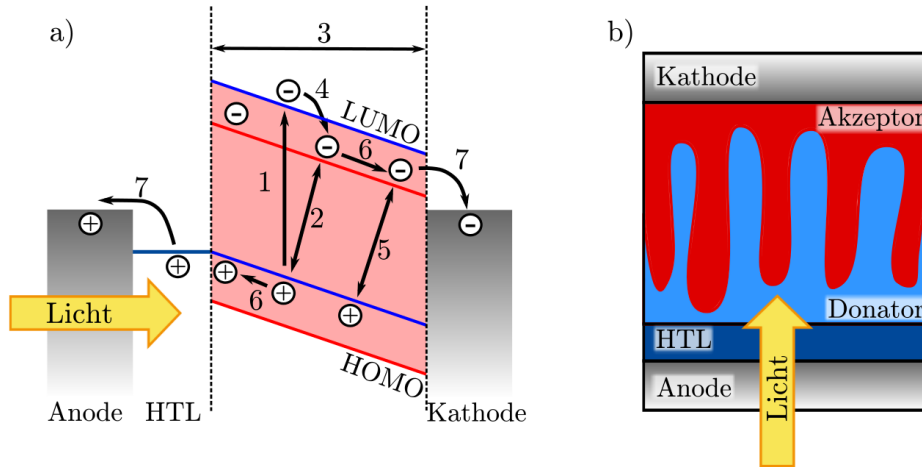 a)
3
4
LUMO
6
7
7
1
2
5
6
Licht
HOMO
Anode HTL
Kathode
b)
Kathode
Akzeptor
Donator
HTL
Licht
Anode